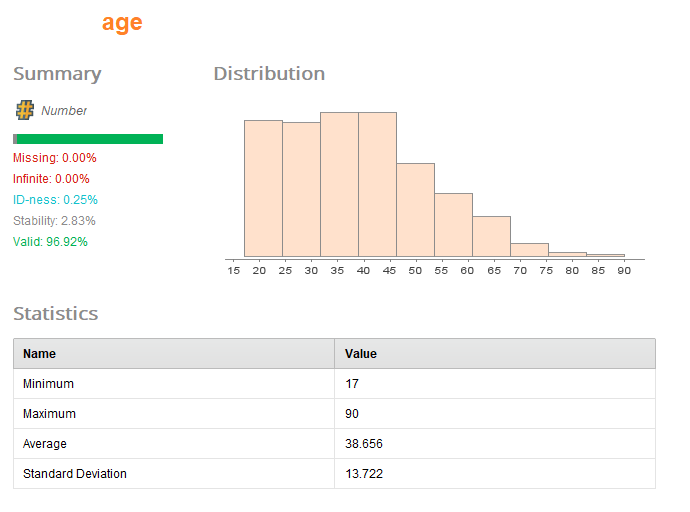 age
Summary
Distribution
# Number
Missing: 0.00%
Infinite: 0.00%
ID-ness: 0.25%
Stability: 2.83%
Valid: 96.92%
15 20 25 30 35 40 45 50 55 60 65 70 75 80 85 90
Statistics
Name Value
Minimum 17
Maximum 90
Average 38.656
Standard Deviation 13.722